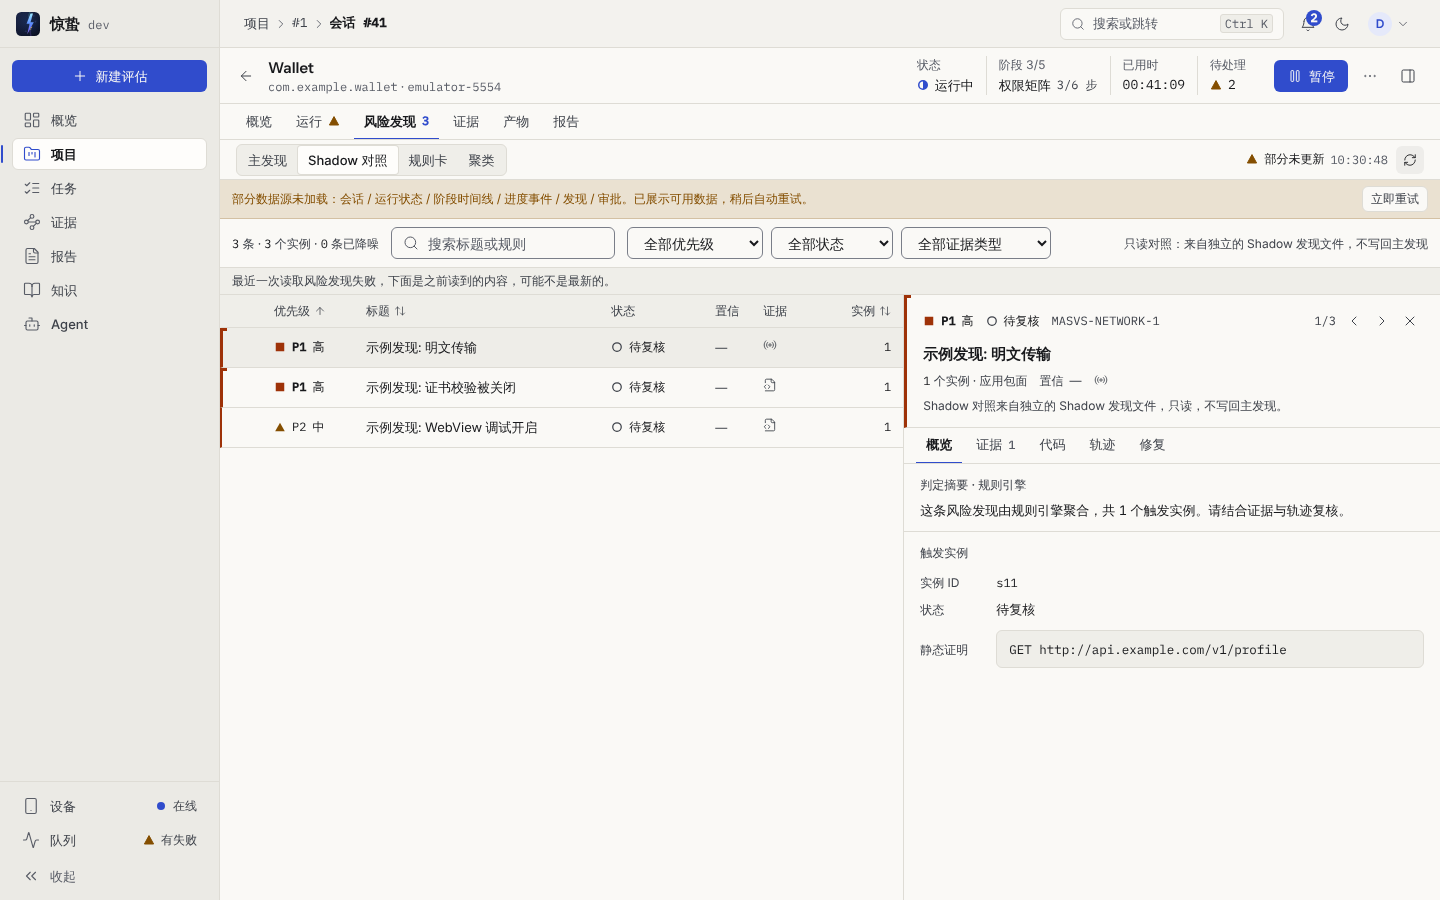 惊蛰 dev
新建评估
概览
项目
任务
证据
报告
知识
Agent
设备 在线
队列 有失败
收起
项目 #1 会话 #41
搜索或跳转 Ctrl K
2
D
Wallet
com.example.wallet · emulator-5554
状态
运行中
阶段 3/5
权限矩阵 3/6 步
已用时
00:41:09
待处理
2
暂停
概览 运行 风险发现 3 证据 产物 报告
主发现 Shadow 对照 规则卡 聚类
部分未更新 10:30:48
部分数据源未加载：会话 / 运行状态 / 阶段时间线 / 进度事件 / 发现 / 审批。已展示可用数据，稍后自动重试。
立即重试
3 条 · 3 个实例 · 0 条已降噪
搜索标题或规则
全部优先级
全部状态
全部证据类型
只读对照：来自独立的 Shadow 发现文件，不写回主发现
最近一次读取风险发现失败，下面是之前读到的内容，可能不是最新的。
优先级 标题 状态 置信 证据 实例
P1 高 示例发现: 明文传输 待复核 — 1
P1 高 示例发现: 证书校验被关闭 待复核 — 1
P2 中 示例发现: WebView 调试开启 待复核 — 1
P1 高 待复核 MASVS-NETWORK-1 1/3
示例发现: 明文传输
1 个实例 · 应用包面 置信 —
Shadow 对照来自独立的 Shadow 发现文件，只读，不写回主发现。
概览 证据 1 代码 轨迹 修复
判定摘要 · 规则引擎
这条风险发现由规则引擎聚合，共 1 个触发实例。请结合证据与轨迹复核。
触发实例
实例 ID s11
状态 待复核
静态证明 GET http://api.example.com/v1/profile